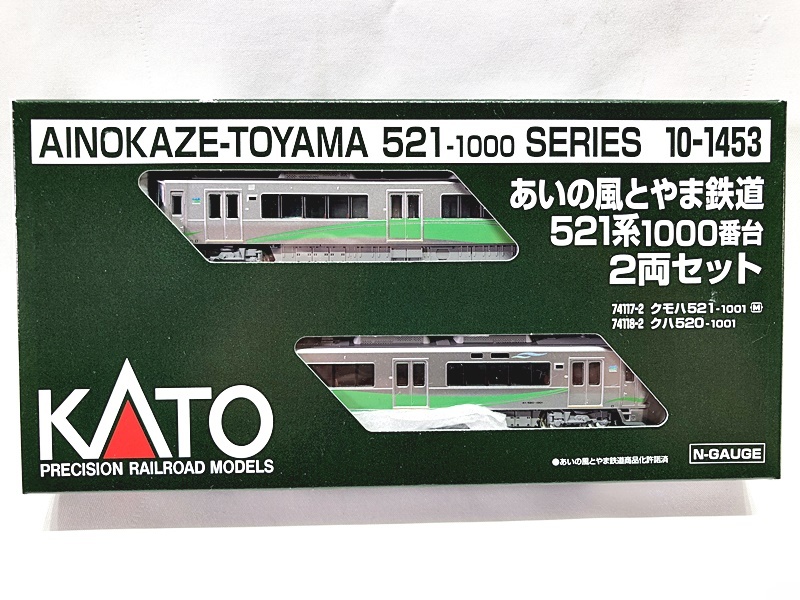 AINOKAZE-TOYAMA 521-1000 SERIES 10-1453
あいの風とやま鉄道
521系1000番台
2両セット
74117-2 クモハ521-1001 M
74118-2 クハ520-1001
KATO
PRECISION RAILROAD MODELS
●あいの風とやま鉄道商品化許諾済
N-GAUGE